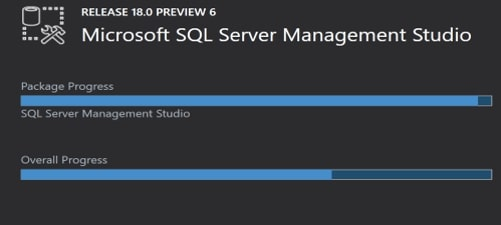 RELEASE 18.0 PREVIEW 6
Microsoft SQL Server Management Studio
Package Progress
SQL Server Management Studio
Overall Progress